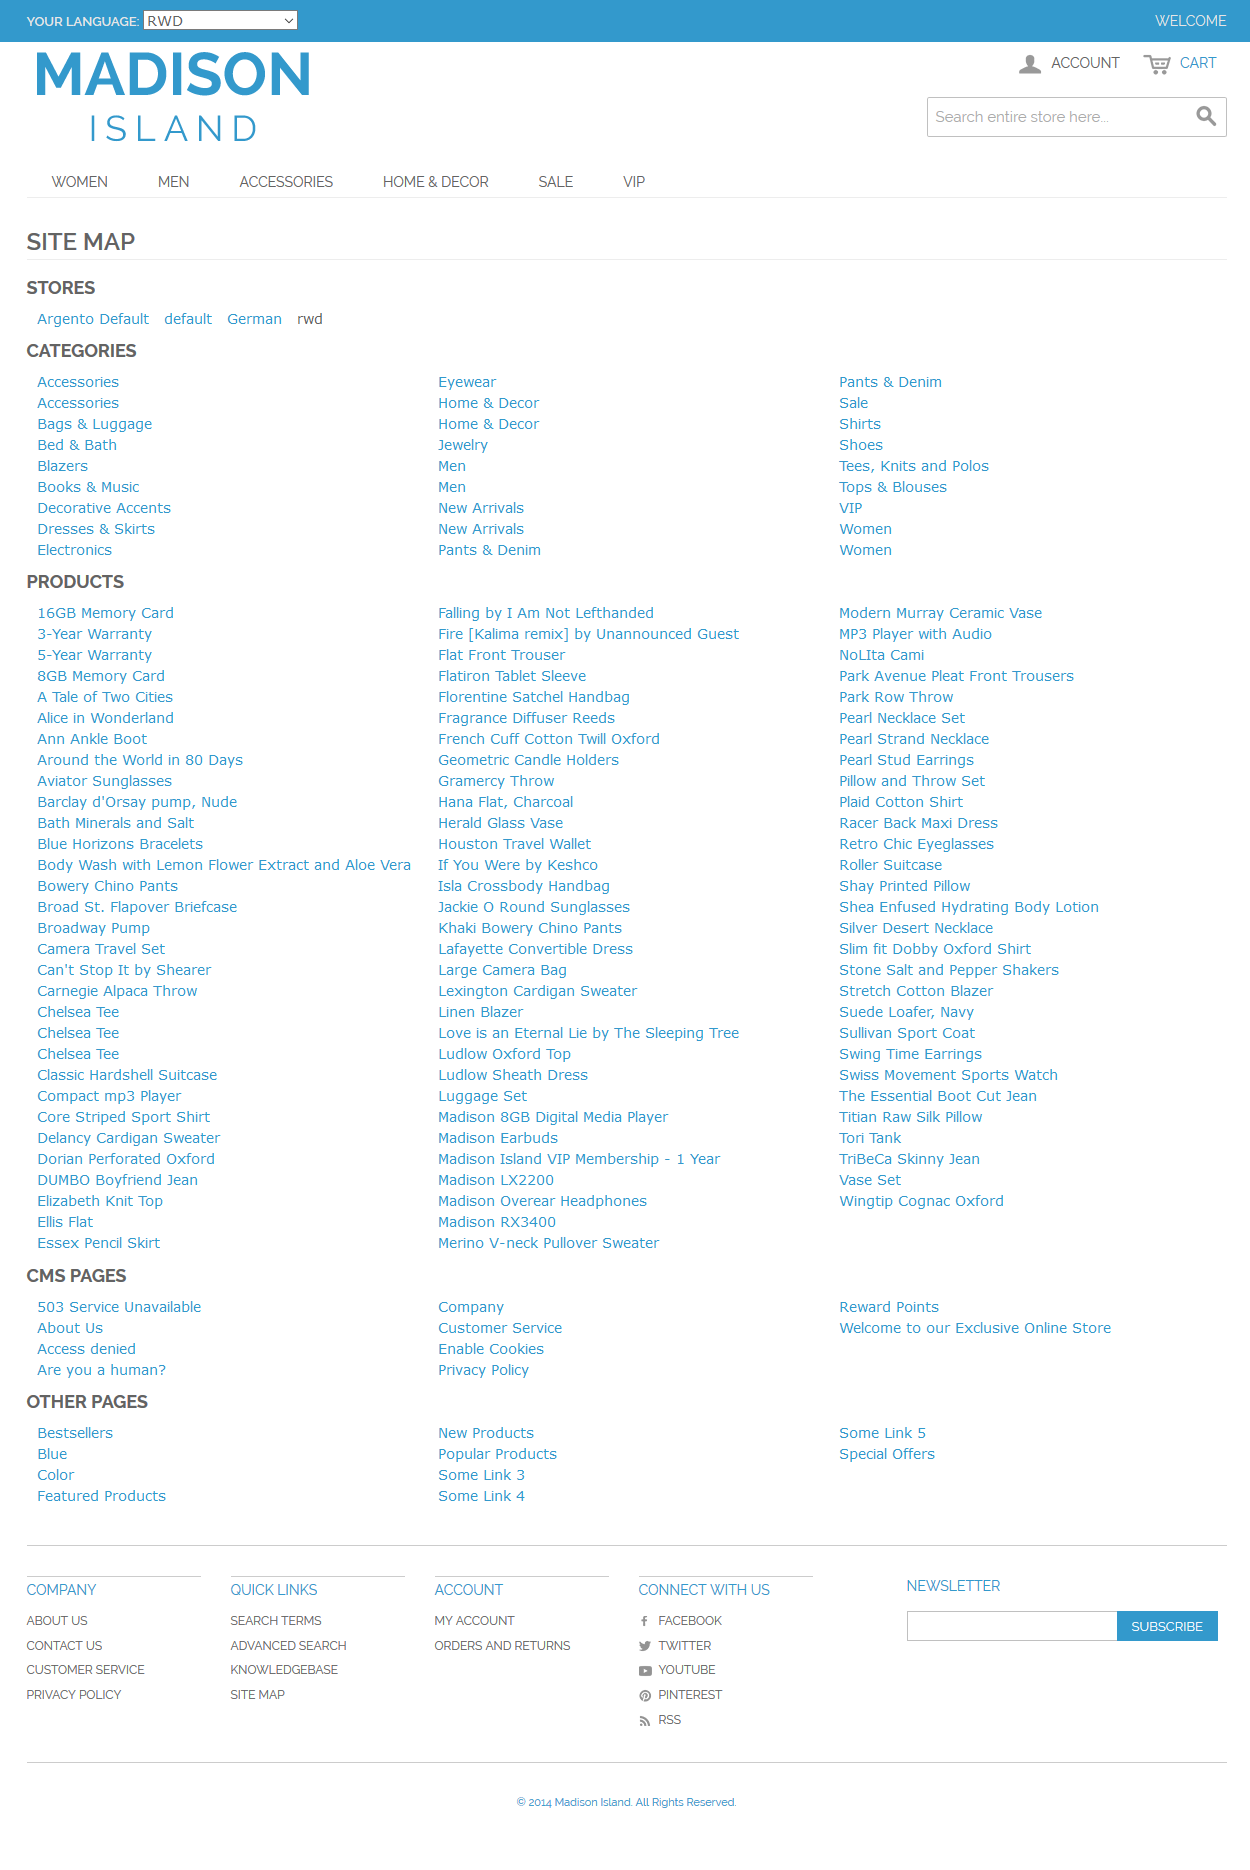 YOUR LANGUAGE: RWD
WELCOME
MADISON
ISLAND
ACCOUNT CART
Search entire store here...
WOMEN MEN ACCESSORIES HOME & DECOR SALE VIP
SITE MAP
STORES
Argento Default default German rwd
CATEGORIES
Accessories
Accessories
Bags & Luggage
Bed & Bath
Blazers
Books & Music
Decorative Accents
Dresses & Skirts
Electronics
Eyewear
Home & Decor
Home & Decor
Jewelry
Men
Men
New Arrivals
New Arrivals
Pants & Denim
Pants & Denim
Sale
Shirts
Shoes
Tees, Knits and Polos
Tops & Blouses
VIP
Women
Women
PRODUCTS
16GB Memory Card
3-Year Warranty
5-Year Warranty
8GB Memory Card
A Tale of Two Cities
Alice in Wonderland
Ann Ankle Boot
Around the World in 80 Days
Aviator Sunglasses
Barclay d'Orsay pump, Nude
Bath Minerals and Salt
Blue Horizons Bracelets
Body Wash with Lemon Flower Extract and Aloe Vera
Bowery Chino Pants
Broad St. Flapover Briefcase
Broadway Pump
Camera Travel Set
Can't Stop It by Shearer
Carnegie Alpaca Throw
Chelsea Tee
Chelsea Tee
Chelsea Tee
Classic Hardshell Suitcase
Compact mp3 Player
Core Striped Sport Shirt
Delancy Cardigan Sweater
Dorian Perforated Oxford
DUMBO Boyfriend Jean
Elizabeth Knit Top
Ellis Flat
Essex Pencil Skirt
Falling by I Am Not Lefthanded
Fire [Kalima remix] by Unannounced Guest
Flat Front Trouser
Flatiron Tablet Sleeve
Florentine Satchel Handbag
Fragrance Diffuser Reeds
French Cuff Cotton Twill Oxford
Geometric Candle Holders
Gramercy Throw
Hana Flat, Charcoal
Herald Glass Vase
Houston Travel Wallet
If You Were by Keshco
Isla Crossbody Handbag
Jackie O Round Sunglasses
Khaki Bowery Chino Pants
Lafayette Convertible Dress
Large Camera Bag
Lexington Cardigan Sweater
Linen Blazer
Love is an Eternal Lie by The Sleeping Tree
Ludlow Oxford Top
Ludlow Sheath Dress
Luggage Set
Madison 8GB Digital Media Player
Madison Earbuds
Madison Island VIP Membership - 1 Year
Madison LX2200
Madison Overear Headphones
Madison RX3400
Merino V-neck Pullover Sweater
Modern Murray Ceramic Vase
MP3 Player with Audio
NoLIta Cami
Park Avenue Pleat Front Trousers
Park Row Throw
Pearl Necklace Set
Pearl Strand Necklace
Pearl Stud Earrings
Pillow and Throw Set
Plaid Cotton Shirt
Racer Back Maxi Dress
Retro Chic Eyeglasses
Roller Suitcase
Shay Printed Pillow
Shea Enfused Hydrating Body Lotion
Silver Desert Necklace
Slim fit Dobby Oxford Shirt
Stone Salt and Pepper Shakers
Stretch Cotton Blazer
Suede Loafer, Navy
Sullivan Sport Coat
Swing Time Earrings
Swiss Movement Sports Watch
The Essential Boot Cut Jean
Titian Raw Silk Pillow
Tori Tank
TriBeCa Skinny Jean
Vase Set
Wingtip Cognac Oxford
CMS PAGES
503 Service Unavailable
About Us
Access denied
Are you a human?
Company
Customer Service
Enable Cookies
Privacy Policy
Reward Points
Welcome to our Exclusive Online Store
OTHER PAGES
Bestsellers
Blue
Color
Featured Products
New Products
Popular Products
Some Link 3
Some Link 4
Some Link 5
Special Offers
COMPANY
ABOUT US
CONTACT US
CUSTOMER SERVICE
PRIVACY POLICY
QUICK LINKS
SEARCH TERMS
ADVANCED SEARCH
KNOWLEDGEBASE
SITE MAP
ACCOUNT
MY ACCOUNT
ORDERS AND RETURNS
CONNECT WITH US
FACEBOOK
TWITTER
YOUTUBE
PINTEREST
RSS
NEWSLETTER
SUBSCRIBE
© 2014 Madison Island. All Rights Reserved.